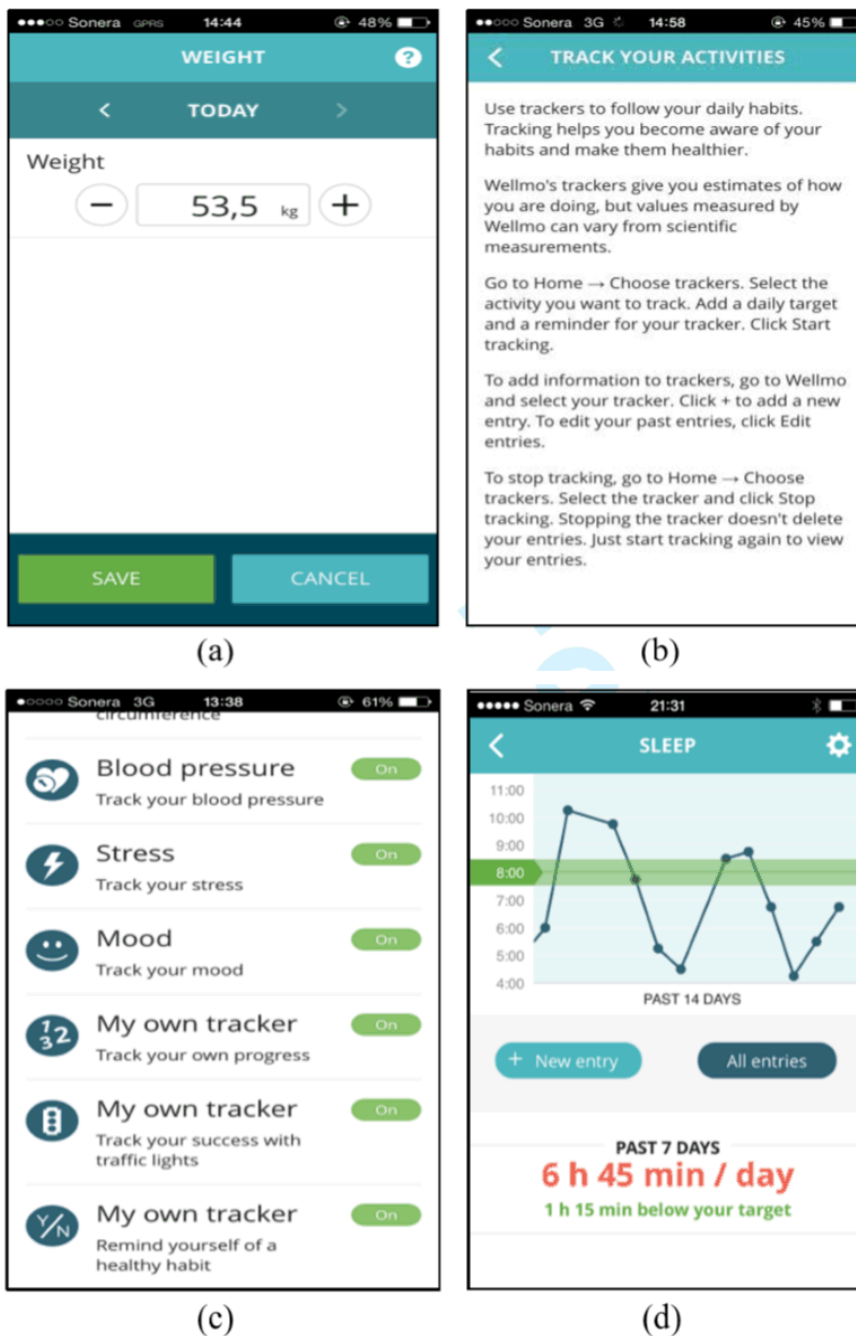 Sonera GPRS 14:44 48%
WEIGHT ?
< TODAY >
Weight
− 53,5 kg +
SAVE CANCEL
(a)
Sonera 3G 14:58 45%
< TRACK YOUR ACTIVITIES
Use trackers to follow your daily habits.
Tracking helps you become aware of your
habits and make them healthier.
Wellmo's trackers give you estimates of how
you are doing, but values measured by
Wellmo can vary from scientific
measurements.
Go to Home → Choose trackers. Select the
activity you want to track. Add a daily target
and a reminder for your tracker. Click Start
tracking.
To add information to trackers, go to Wellmo
and select your tracker. Click + to add a new
entry. To edit your past entries, click Edit
entries.
To stop tracking, go to Home → Choose
trackers. Select the tracker and click Stop
tracking. Stopping the tracker doesn't delete
your entries. Just start tracking again to view
your entries.
(b)
Sonera 3G 13:38 61%
circumference
Blood pressure On
Track your blood pressure
Stress On
Track your stress
Mood On
Track your mood
1 2 3 My own tracker On
Track your own progress
My own tracker On
Track your success with
traffic lights
Y/N My own tracker On
Remind yourself of a
healthy habit
(c)
Sonera 21:31
< SLEEP
11:00
10:00
9:00
8:00
7:00
6:00
5:00
4:00
PAST 14 DAYS
+ New entry All entries
PAST 7 DAYS
6 h 45 min / day
1 h 15 min below your target
(d)